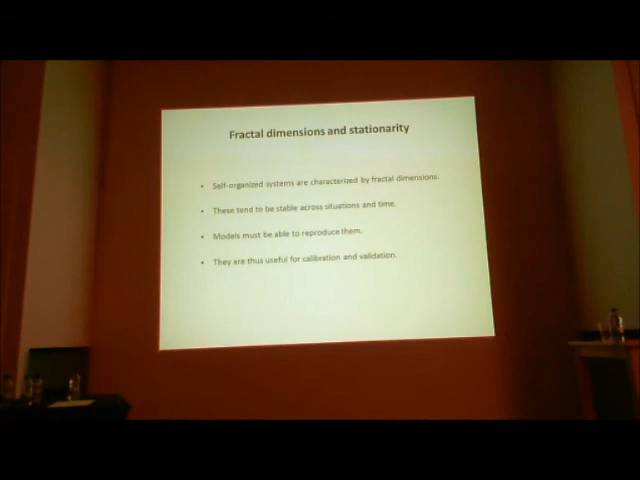 Fractal dimensions and stationarity
• Self-organized systems are characterized by fractal dimensions.
• These tend to be stable across situations and time.
• Models must be able to reproduce them.
• They are thus useful for calibration and validation.